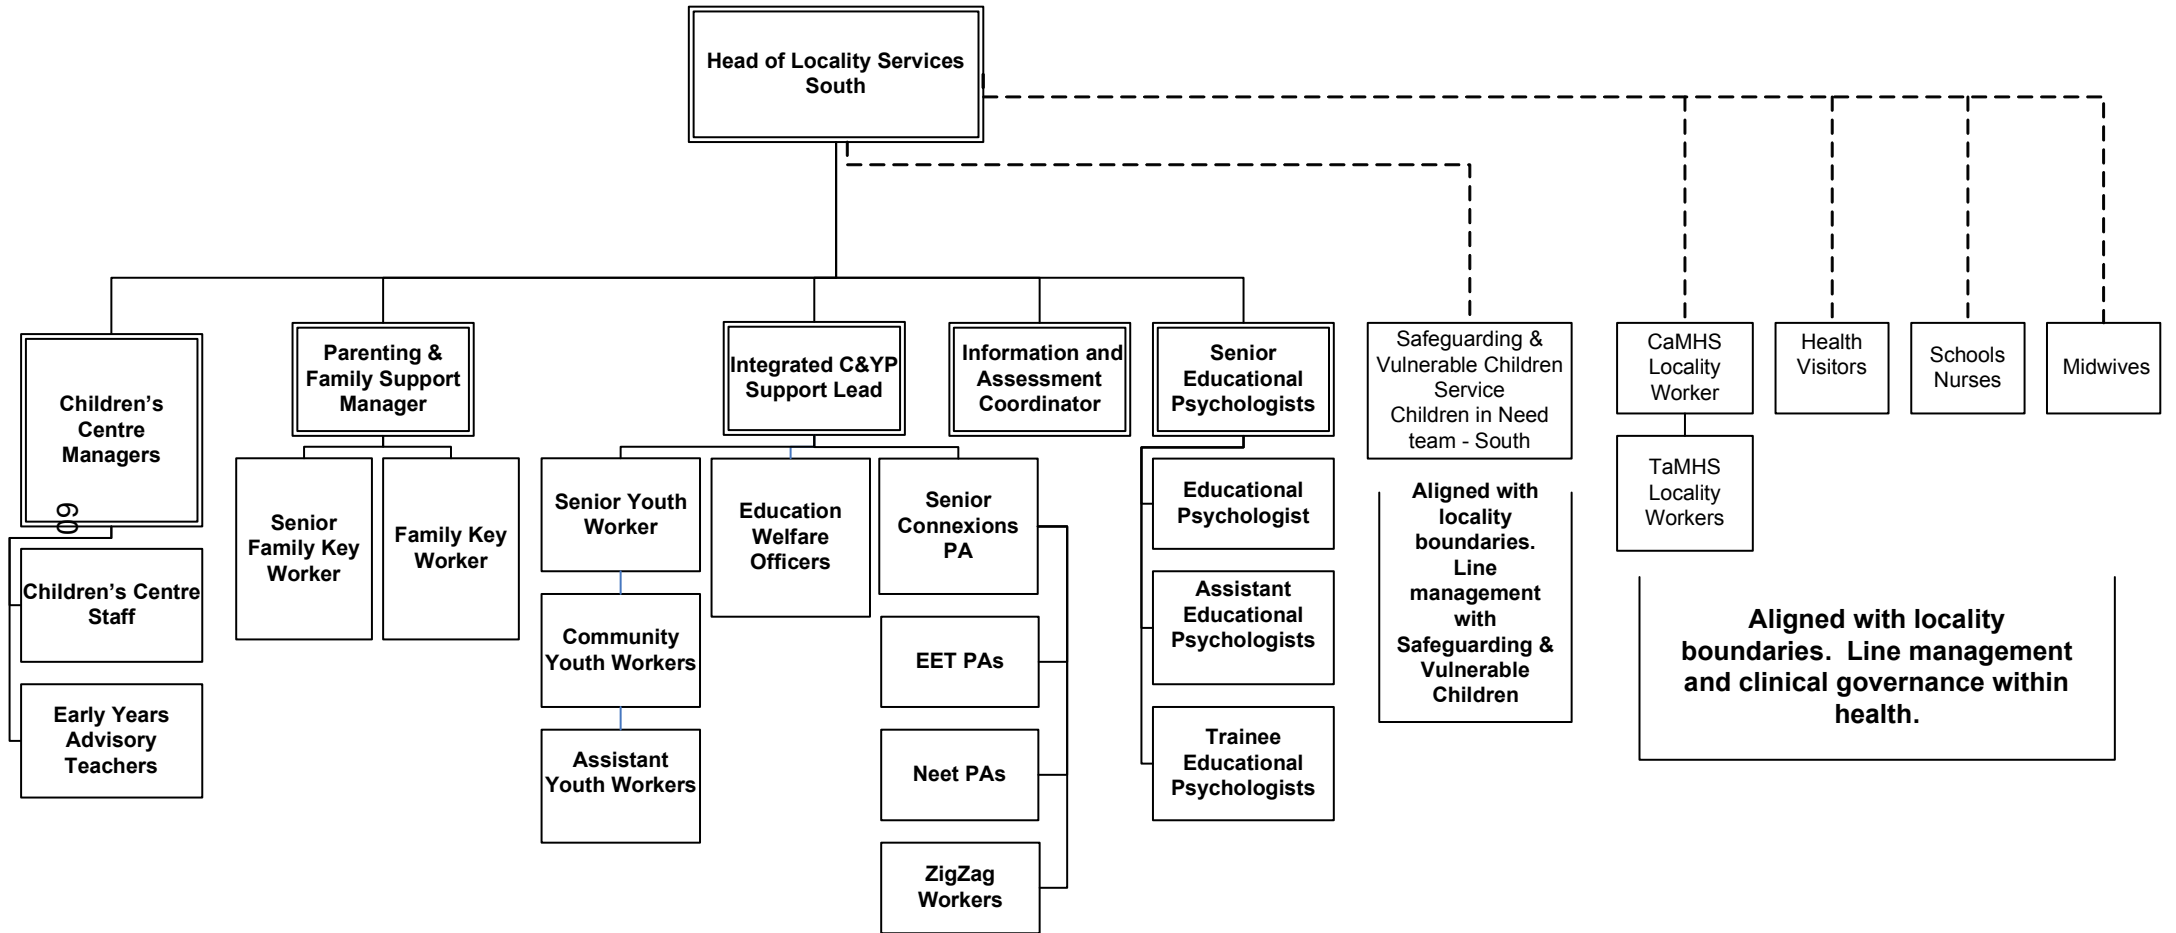 Head of Locality Services
South
Children’s
Centre
Managers
60
Children’s Centre
Staff
Early Years
Advisory
Teachers
Parenting &
Family Support
Manager
Senior
Family Key
Worker
Family Key
Worker
Integrated C&YP
Support Lead
Senior Youth
Worker
Community
Youth Workers
Assistant
Youth Workers
Education
Welfare
Officers
Senior
Connexions
PA
EET PAs
Neet PAs
ZigZag
Workers
Information and
Assessment
Coordinator
Senior
Educational
Psychologists
Educational
Psychologist
Assistant
Educational
Psychologists
Trainee
Educational
Psychologists
Safeguarding &
Vulnerable Children
Service
Children in Need
team - South
Aligned with
locality
boundaries.
Line
management
with
Safeguarding &
Vulnerable
Children
CaMHS
Locality
Worker
TaMHS
Locality
Workers
Health
Visitors
Schools
Nurses
Midwives
Aligned with locality
boundaries.  Line management
and clinical governance within
health.